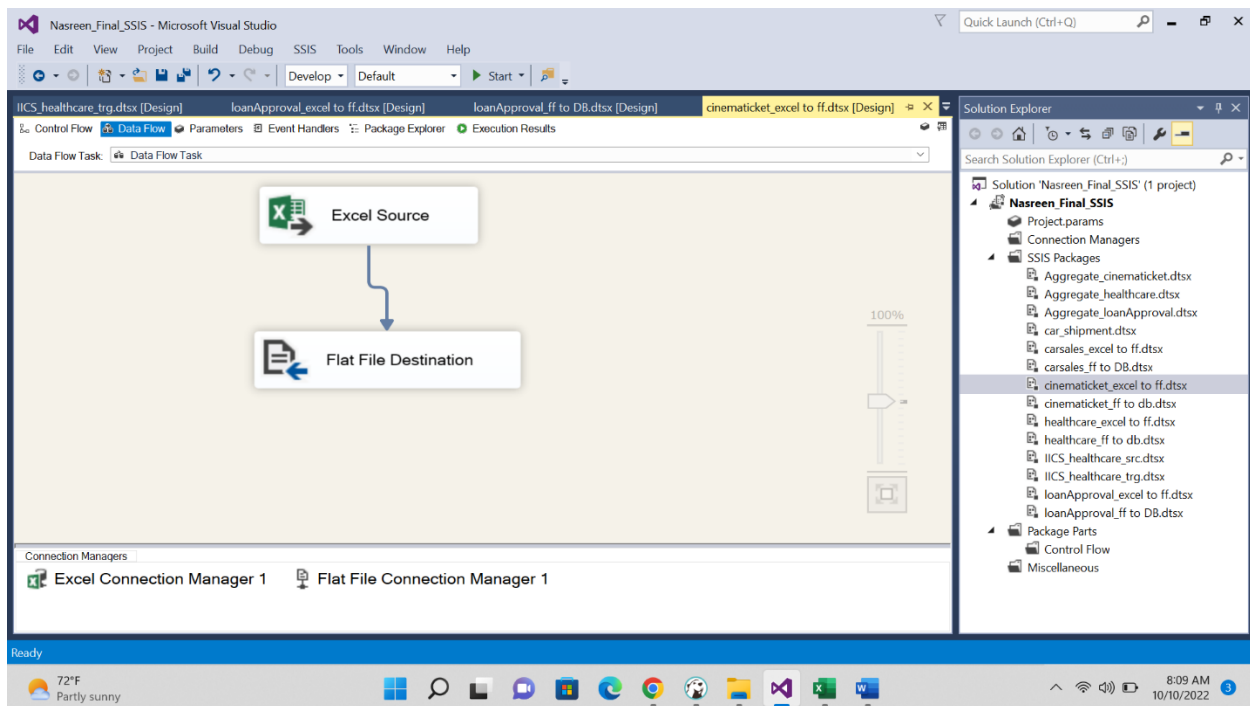 Nasreen_Final_SSIS - Microsoft Visual Studio
Quick Launch (Ctrl+Q)
File Edit View Project Build Debug SSIS Tools Window Help
Develop Default Start
IICS_healthcare_trg.dtsx [Design] loanApproval_excel to ff.dtsx [Design] loanApproval_ff to DB.dtsx [Design] cinematicket_excel to ff.dtsx [Design]
Control Flow Data Flow Parameters Event Handlers Package Explorer Execution Results
Data Flow Task: Data Flow Task
Excel Source
Flat File Destination
100%
Connection Managers
Excel Connection Manager 1 Flat File Connection Manager 1
Solution Explorer
Search Solution Explorer (Ctrl+;)
Solution 'Nasreen_Final_SSIS' (1 project)
Nasreen_Final_SSIS
Project.params
Connection Managers
SSIS Packages
Aggregate_cinematicket.dtsx
Aggregate_healthcare.dtsx
Aggregate_loanApproval.dtsx
car_shipment.dtsx
carsales_excel to ff.dtsx
carsales_ff to DB.dtsx
cinematicket_excel to ff.dtsx
cinematicket_ff to db.dtsx
healthcare_excel to ff.dtsx
healthcare_ff to db.dtsx
IICS_healthcare_src.dtsx
IICS_healthcare_trg.dtsx
loanApproval_excel to ff.dtsx
loanApproval_ff to DB.dtsx
Package Parts
Control Flow
Miscellaneous
Ready
72°F
Partly sunny
8:09 AM
10/10/2022
3